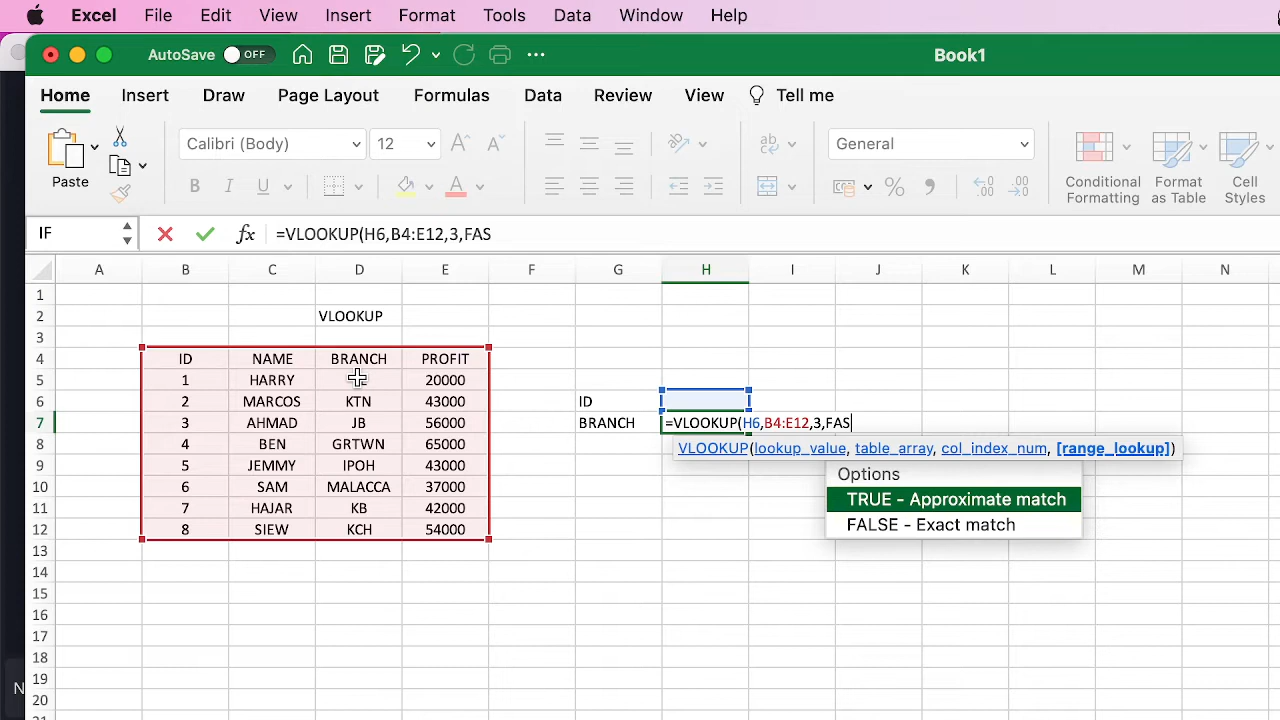 Excel File Edit View Insert Format Tools Data Window Help
AutoSave OFF Book1
Home Insert Draw Page Layout Formulas Data Review View Tell me
Paste Calibri (Body) 12 A A ab General Conditional Formatting Format as Table Cell Styles
B I U A % .00 .00
IF fx =VLOOKUP(H6,B4:E12,3,FAS
A B C D E F G H I J K L M N
1
2 VLOOKUP
3
4 ID NAME BRANCH PROFIT
5 1 HARRY 20000
6 2 MARCOS KTN 43000 ID
7 3 AHMAD JB 56000 BRANCH =VLOOKUP(H6,B4:E12,3,FAS
8 4 BEN GRTWN 65000 VLOOKUP(lookup_value, table_array, col_index_num, [range_lookup])
9 5 JEMMY IPOH 43000 Options
10 6 SAM MALACCA 37000 TRUE - Approximate match
11 7 HAJAR KB 42000 FALSE - Exact match
12 8 SIEW KCH 54000
13
14
15
16
17
18
19
20